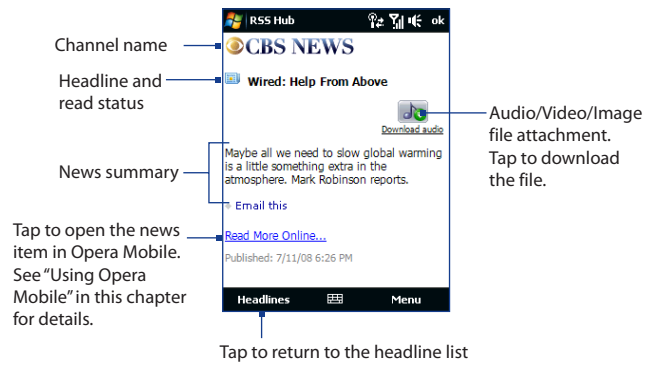 RSS Hub
ok
Channel name
CBS NEWS
Headline and
read status
Wired: Help From Above
Download audio
Audio/Video/Image
file attachment.
Tap to download
the file.
News summary
Maybe all we need to slow global warming
is a little something extra in the
atmosphere. Mark Robinson reports.
Email this
Tap to open the news
item in Opera Mobile.
See “Using Opera
Mobile” in this chapter
for details.
Read More Online...
Published: 7/11/08 6:26 PM
Headlines
Menu
Tap to return to the headline list